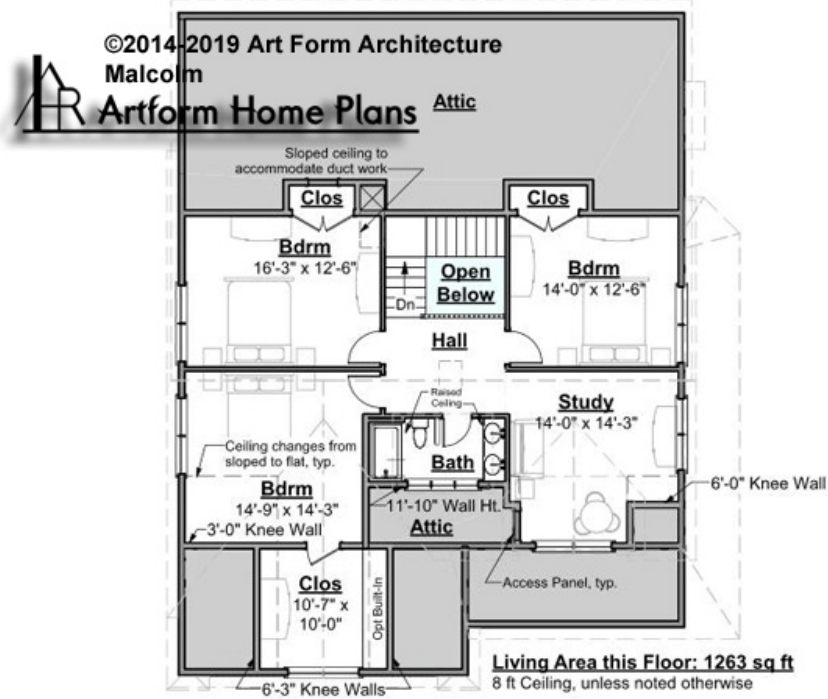 ©2014-2019 Art Form Architecture
Malcolm
Artform Home Plans
Attic
Sloped ceiling to
accommodate duct work
Clos
Clos
Bdrm
16'-3" x 12'-6"
Open
Below
Dn
Bdrm
14'-0" x 12'-6"
Hall
Raised
Ceiling
Study
14'-0" x 14'-3"
Ceiling changes from
sloped to flat, typ.
Bath
Bdrm
14'-9" x 14'-3"
6'-0" Knee Wall
11'-10" Wall Ht.
3'-0" Knee Wall
Attic
Access Panel, typ.
Clos
10'-7" x
10'-0"
Opt Built-In
6'-3" Knee Walls
Living Area this Floor: 1263 sq ft
8 ft Ceiling, unless noted otherwise